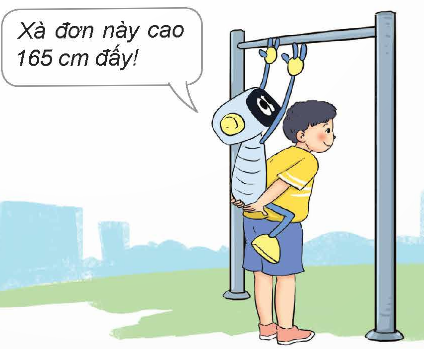 Xà đơn này cao
165 cm đấy!